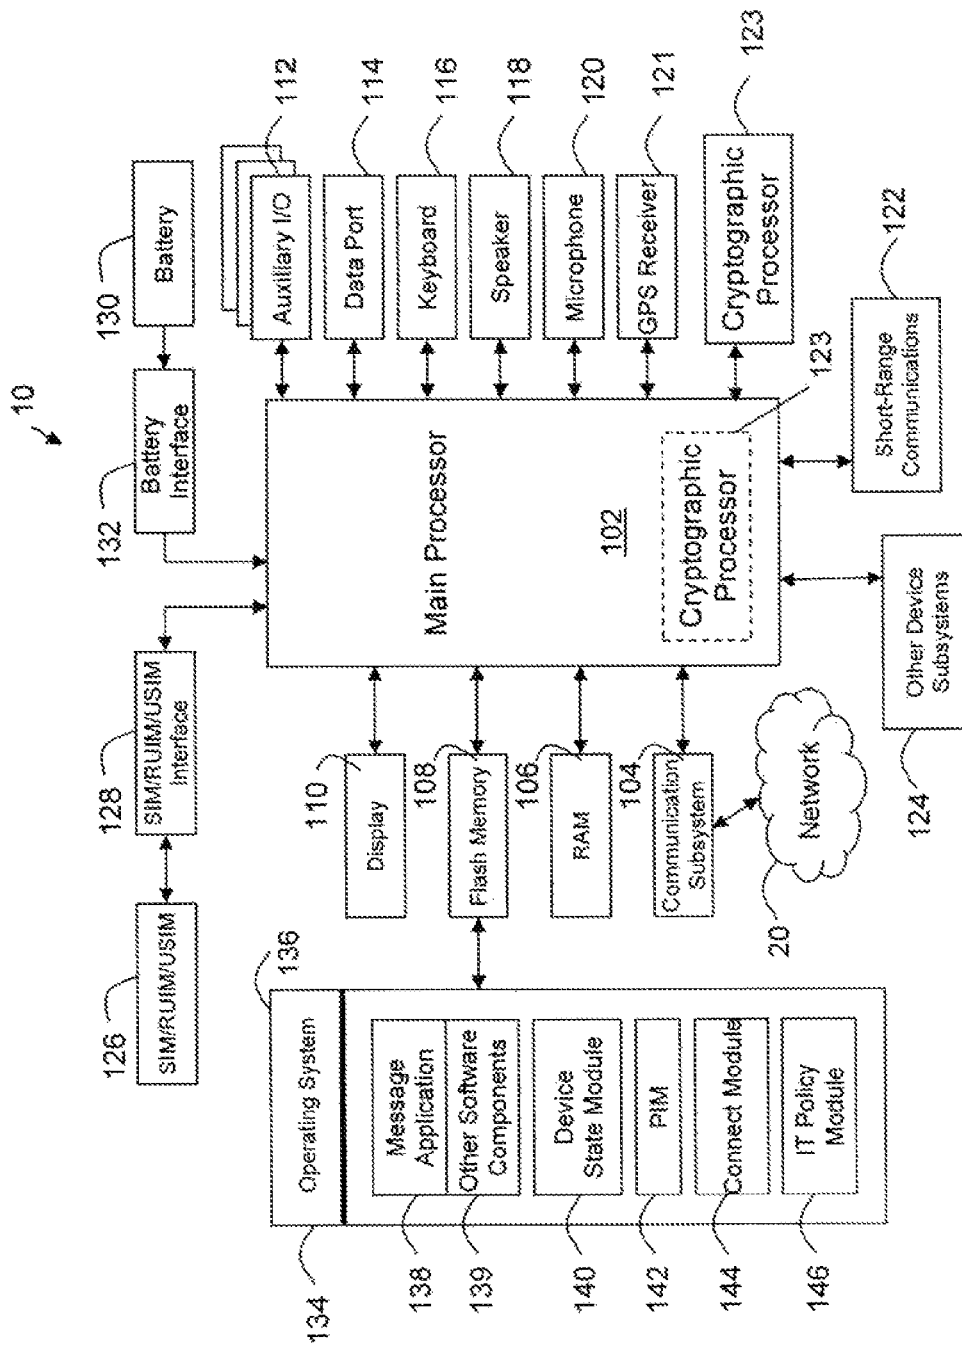 10
126
SIM/RUIM/USIM
128
SIM/RUIM/USIM
Interface
132
Battery
Interface
130
Battery
134
Operating System
136
138
Message
Application
139
Other Software
Components
140
Device
State Module
142
PIM
144
Connect Module
146
IT Policy
Module
110
Display
108
Flash Memory
106
RAM
104
Communication
Subsystem
20
Network
Main Processor
102
Cryptographic
Processor
123
Auxiliary I/O
112
Data Port
114
Keyboard
116
Speaker
118
Microphone
120
GPS Receiver
121
Cryptographic
Processor
123
Short-Range
Communications
122
Other Device
Subsystems
124